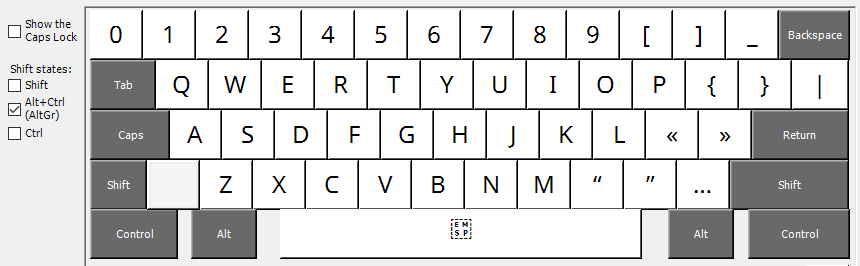 Show the
Caps Lock
Shift states:
Shift
Alt+Ctrl
(AltGr)
Ctrl
0 1 2 3 4 5 6 7 8 9 [ ] _ Backspace
Tab Q W E R T Y U I O P { } |
Caps A S D F G H J K L « » Return
Shift Z X C V B N M “ ” … Shift
Control Alt EM
SP Alt Control